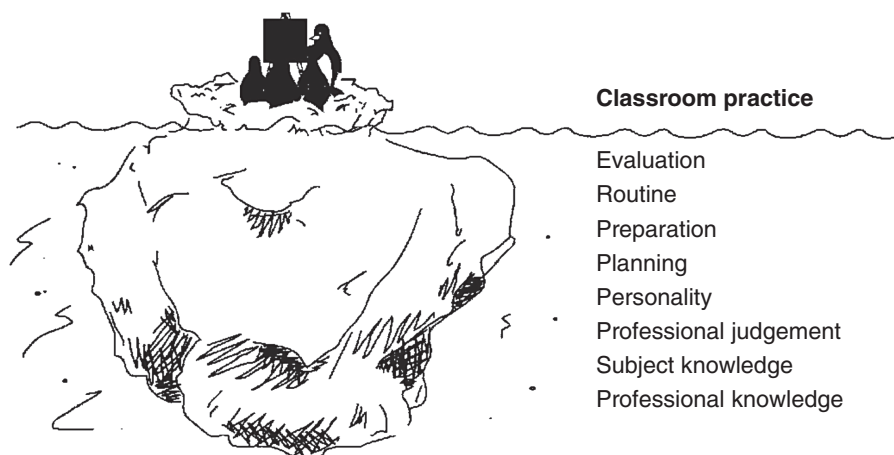 Classroom practice
Evaluation
Routine
Preparation
Planning
Personality
Professional judgement
Subject knowledge
Professional knowledge